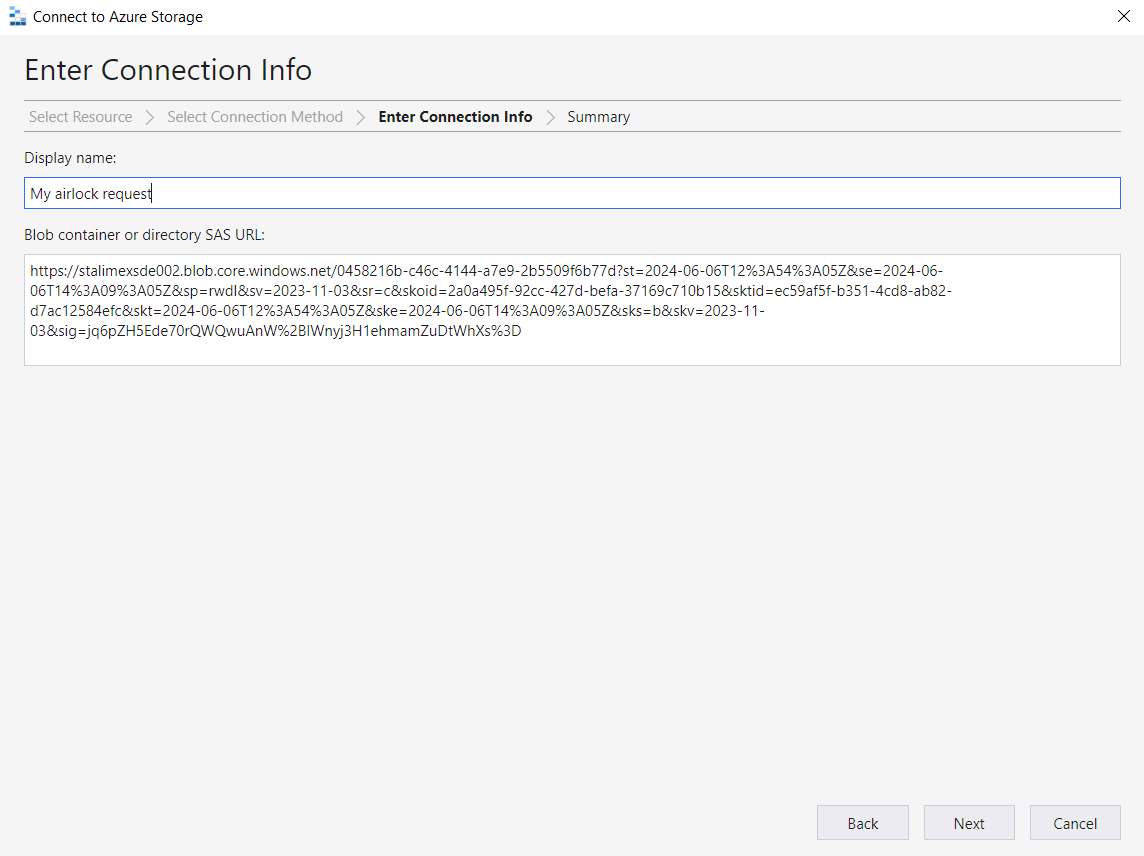 Connect to Azure Storage
Enter Connection Info
Select Resource > Select Connection Method > Enter Connection Info > Summary
Display name:
My airlock request
Blob container or directory SAS URL:
https://stalimexsde002.blob.core.windows.net/0458216b-c46c-4144-a7e9-2b5509f6b77d?st=2024-06-06T12%3A54%3A05Z&se=2024-06-
06T14%3A09%3A05Z&sp=rwdl&sv=2023-11-03&sr=c&skoid=2a0a495f-92cc-427d-befa-37169c710b15&sktid=ec59af5f-b351-4cd8-ab82-
d7ac12584efc&skt=2024-06-06T12%3A54%3A05Z&ske=2024-06-06T14%3A09%3A05Z&sks=b&skv=2023-11-
03&sig=jq6pZH5Ede70rQWQwuAnW%2BlWnyj3H1ehmamZuDtWhXs%3D
Back Next Cancel